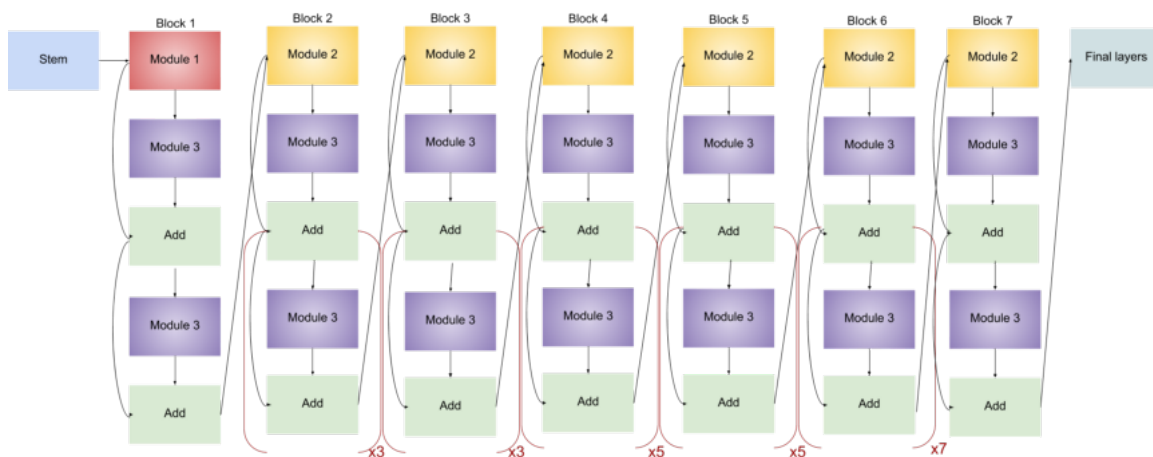 Block 1
Block 2
Block 3
Block 4
Block 5
Block 6
Block 7
Stem
Module 1
Module 2
Module 2
Module 2
Module 2
Module 2
Module 2
Final layers
Module 3
Module 3
Module 3
Module 3
Module 3
Module 3
Module 3
Add
Add
Add
Add
Add
Add
Add
Module 3
Module 3
Module 3
Module 3
Module 3
Module 3
Module 3
Add
Add
Add
Add
Add
Add
Add
x3
x3
x5
x5
x7